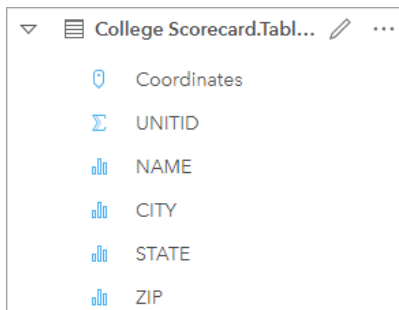 College Scorecard.Tabl...
Coordinates
UNITID
NAME
CITY
STATE
ZIP